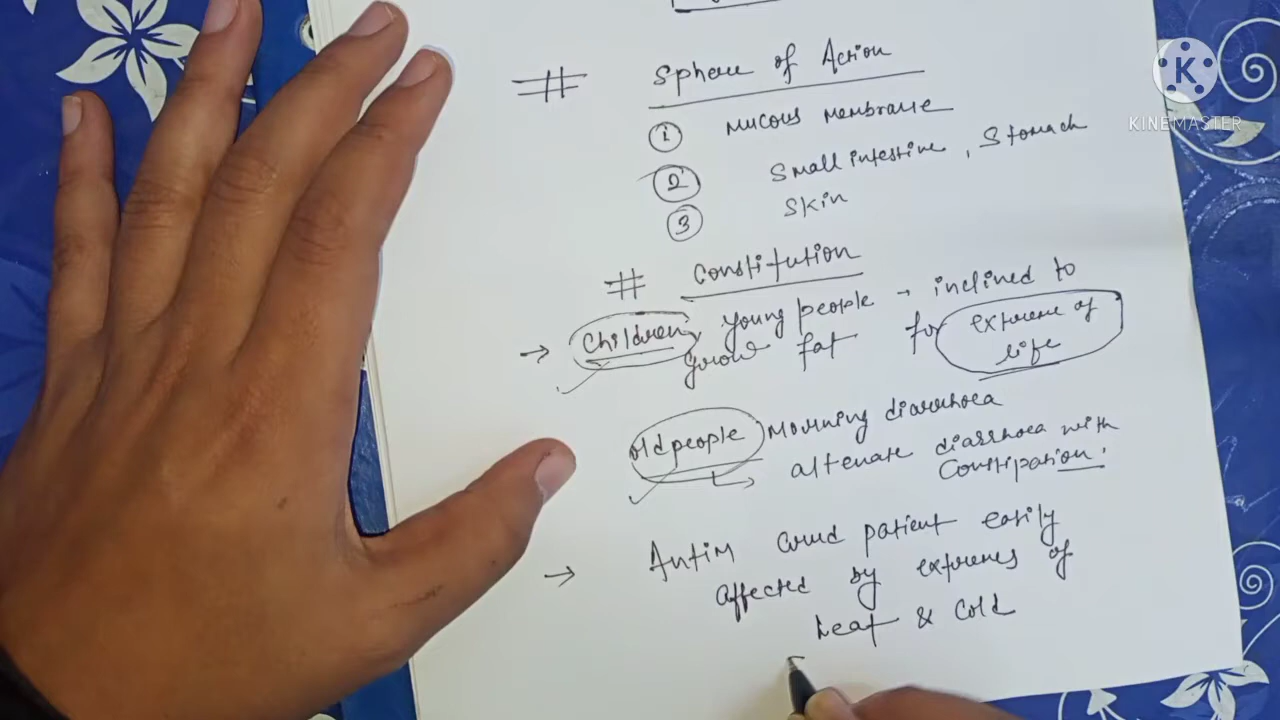 # Sphere of Action
① Mucous Membrane
② Small intestine, Stomach
③ Skin
# Constitution
→ Children, young people - inclined to
grow fat for extreme of
life
old people Morning diarrhoea
↳ altenate diarrhoea with
Constipation.
→ Antim crud patient easily
affected by extremes of
heat & cold
K
KINEMASTER